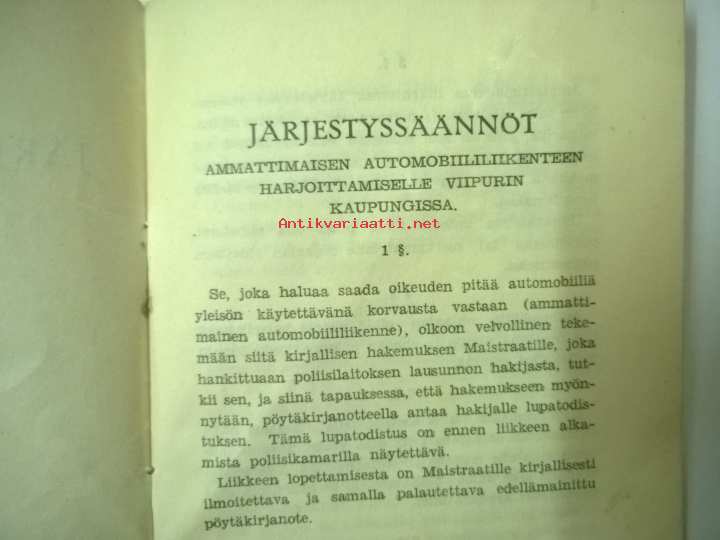 JÄRJESTYSSÄÄNNÖT
AMMATTIMAISEN AUTOMOBIILILIIKENTEEN
HARJOITTAMISELLE VIIPURIN
KAUPUNGISSA.
Antikvariaatti.net
1 §.
Se, joka haluaa saada oikeuden pitää automobiiliä
yleisön käytettävänä korvausta vastaan (ammatti-
mainen automobiililiikenne), olkoon velvollinen teke-
mään siitä kirjallisen hakemuksen Maistraatille, joka
hankittuaan poliisilaitoksen lausunnon hakijasta, tut-
kii sen, ja siinä tapauksessa, että hakemukseen myön-
nytään, pöytäkirjanotteella antaa hakijalle lupatodis-
tuksen. Tämä lupatodistus on ennen liikkeen alka-
mista poliisikamarilla näytettävä.
Liikkeen lopettamisesta on Maistraatille kirjallisesti
ilmoitettava ja samalla palautettava edellämainittu
pöytäkirjanote.